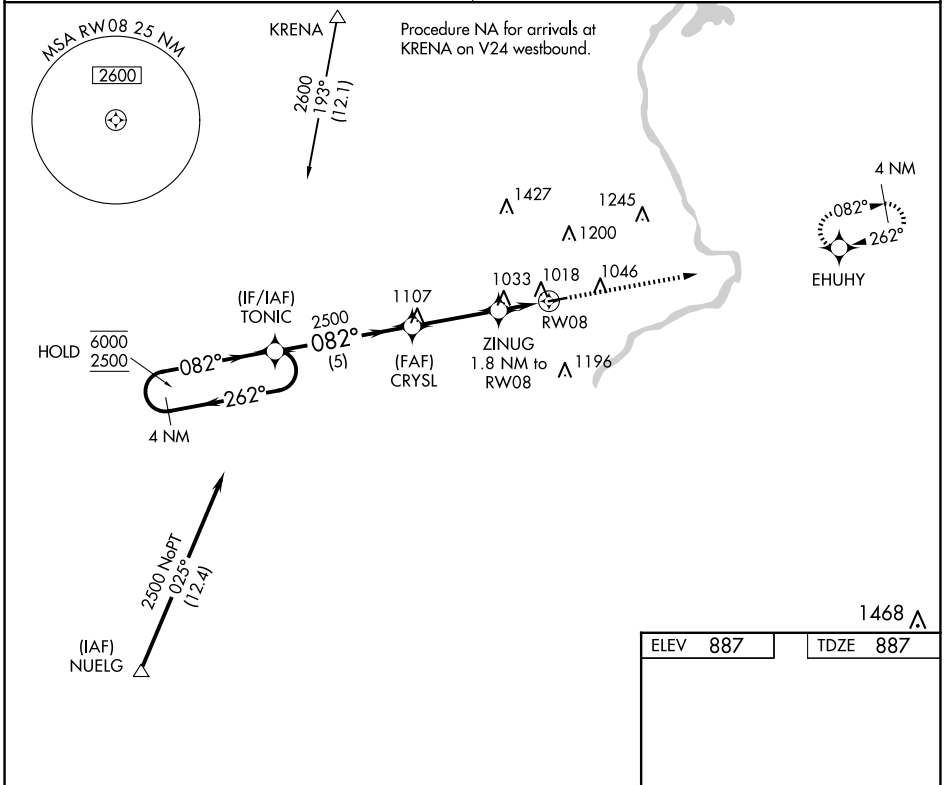 MSA RW08 25 NM
2600
KRENA
2600
193°
(12.1)
Procedure NA for arrivals at
KRENA on V24 westbound.
1427
1245
1200
4 NM
082°
262°
EHUHY
1033
1018
1046
1107
RW08
(IF/IAF)
TONIC
2500
082°
(5)
HOLD
6000
2500
082°
262°
4 NM
(FAF)
CRYSL
ZINUG
1.8 NM to
RW08
1196
2500 NoPT
025°
(12.4)
(IAF)
NUELG
1468
ELEV 887
TDZE 887